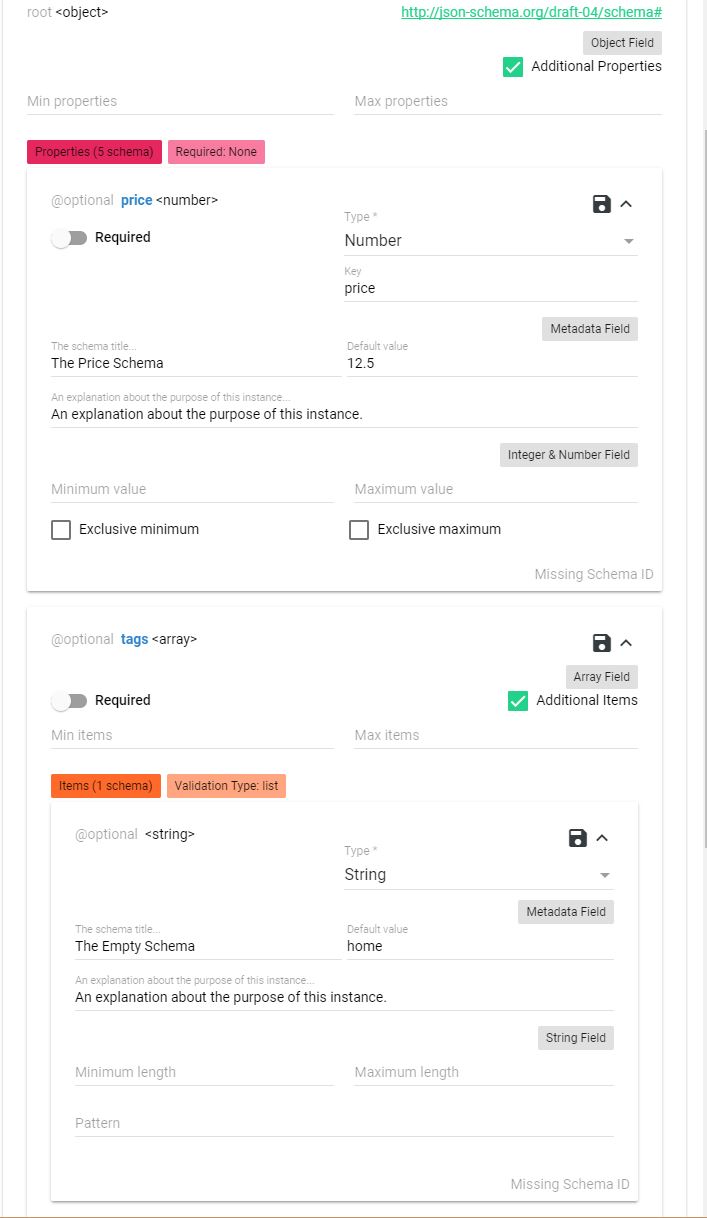 root <object> http://json-schema.org/draft-04/schema#
Object Field
Additional Properties
Min properties Max properties
Properties (5 schema) Required: None
@optional price <number>
Type *
Required Number
Key
price
Metadata Field
The schema title... Default value
The Price Schema 12.5
An explanation about the purpose of this instance...
An explanation about the purpose of this instance.
Integer & Number Field
Minimum value Maximum value
Exclusive minimum Exclusive maximum
Missing Schema ID
@optional tags <array>
Array Field
Required Additional Items
Min items Max items
Items (1 schema) Validation Type: list
@optional <string>
Type *
String
Metadata Field
The schema title... Default value
The Empty Schema home
An explanation about the purpose of this instance...
An explanation about the purpose of this instance.
String Field
Minimum length Maximum length
Pattern
Missing Schema ID